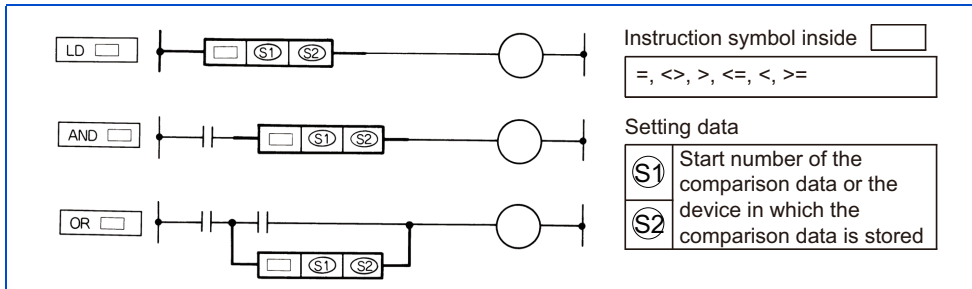 LD
S1 S2
AND
S1 S2
OR
S1 S2
Instruction symbol inside
=, <>, >, <=, <, >=
Setting data
S1
S2
Start number of the
comparison data or the
device in which the
comparison data is stored